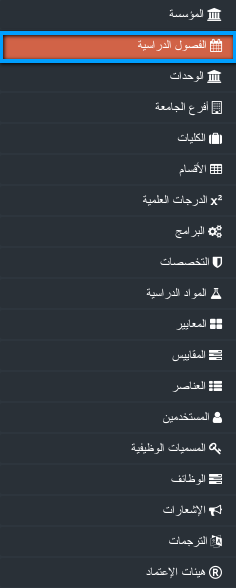 المؤسسة
الفصول الدراسية
الوحدات
أفرع الجامعة
الكليات
الأقسام
الدرجات العلمية
البرامج
التخصصات
المواد الدراسية
المعايير
المقاييس
العناصر
المستخدمين
المسميات الوظيفية
الوظائف
الإشعارات
الترجمات
هيئات الإعتماد